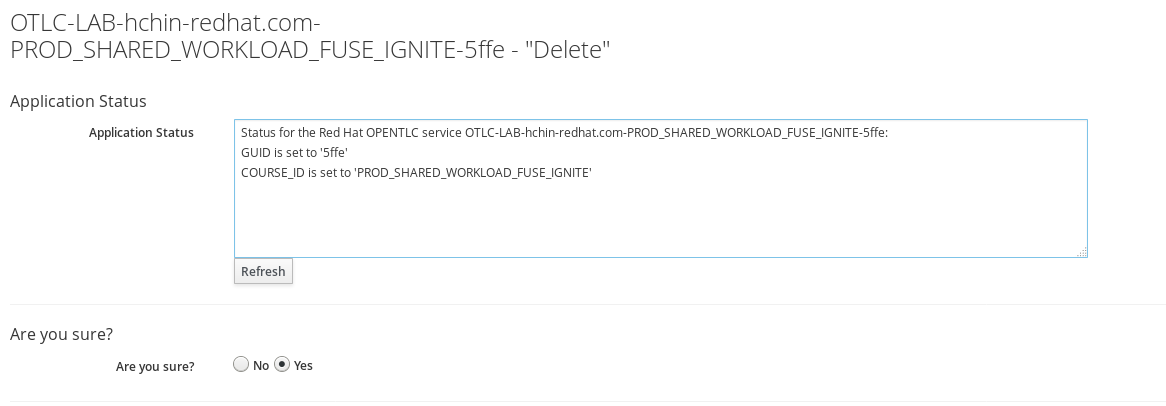 OTLC-LAB-hchin-redhat.com-
PROD_SHARED_WORKLOAD_FUSE_IGNITE-5ffe - "Delete"
Application Status
Application Status
Status for the Red Hat OPENTLC service OTLC-LAB-hchin-redhat.com-PROD_SHARED_WORKLOAD_FUSE_IGNITE-5ffe:
GUID is set to '5ffe'
COURSE_ID is set to 'PROD_SHARED_WORKLOAD_FUSE_IGNITE'
Refresh
Are you sure?
Are you sure? No Yes